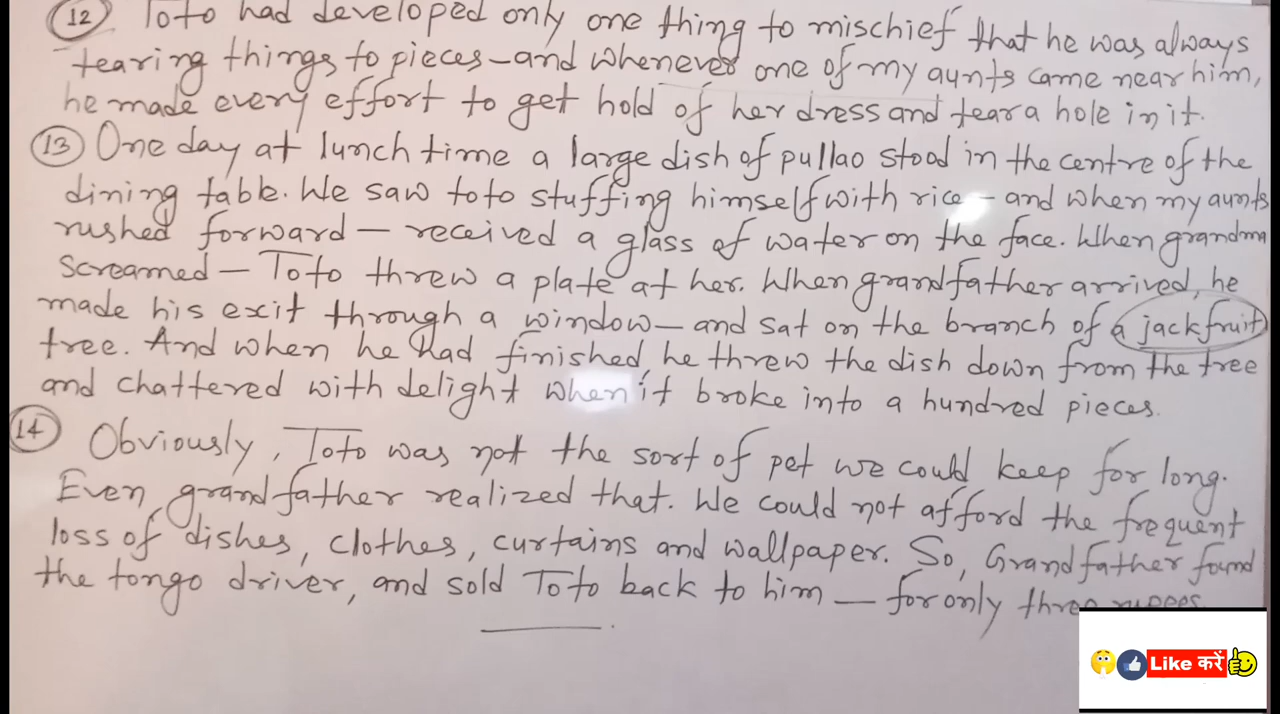 12 Toto had developed only one thing to mischief that he was always
tearing things to pieces – and whenever one of my aunts came near him,
he made every effort to get hold of her dress and tear a hole in it.
13 One day at lunch time a large dish of pullao stood in the centre of the
dining table. We saw toto stuffing himself with rice – and when my aunts
rushed forward – received a glass of water on the face. When grandma
screamed – Toto threw a plate at her. When grandfather arrived, he
made his exit through a window – and sat on the branch of a jackfruit
tree. And when he had finished, he threw the dish down from the tree
and chattered with delight when it broke into a hundred pieces.
14 Obviously, Toto was not the sort of pet we could keep for long.
Even grandfather realized that. We could not afford the frequent
loss of dishes, clothes, curtains and wallpaper. So, Grandfather found
the tongo driver, and sold Toto back to him – for only three rupees
Like करें